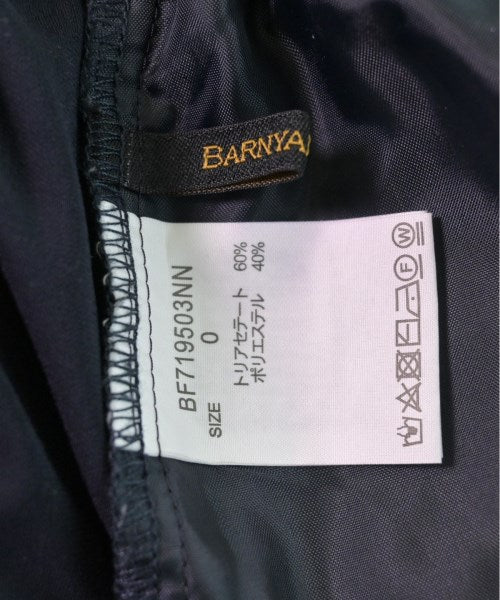 BARNYA
BF719503NN
SIZE 0
トリアセテート 60%
ポリエステル 40%
F
W